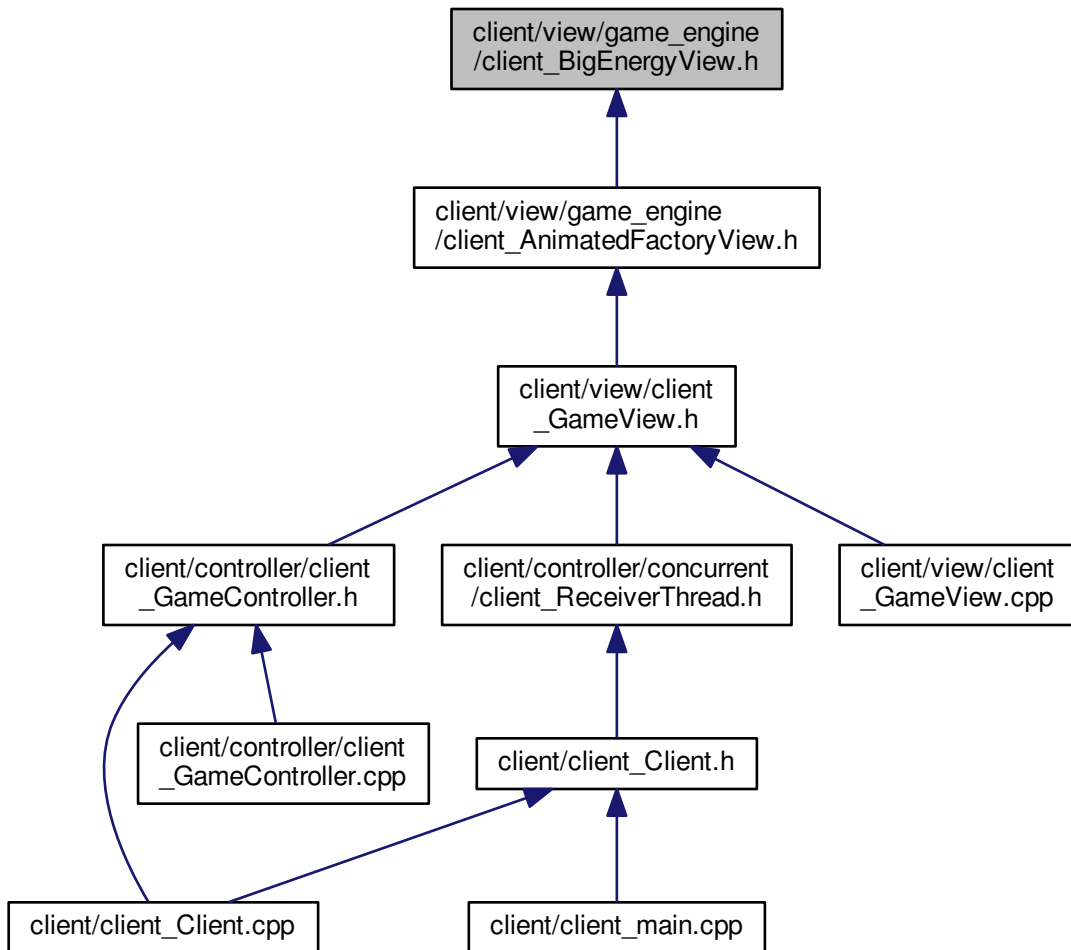 client/view/game_engine
/client_BigEnergyView.h
client/view/game_engine
/client_AnimatedFactoryView.h
client/view/client
_GameView.h
client/controller/client
_GameController.h
client/controller/concurrent
/client_ReceiverThread.h
client/view/client
_GameView.cpp
client/controller/client
_GameController.cpp
client/client_Client.h
client/client_Client.cpp
client/client_main.cpp